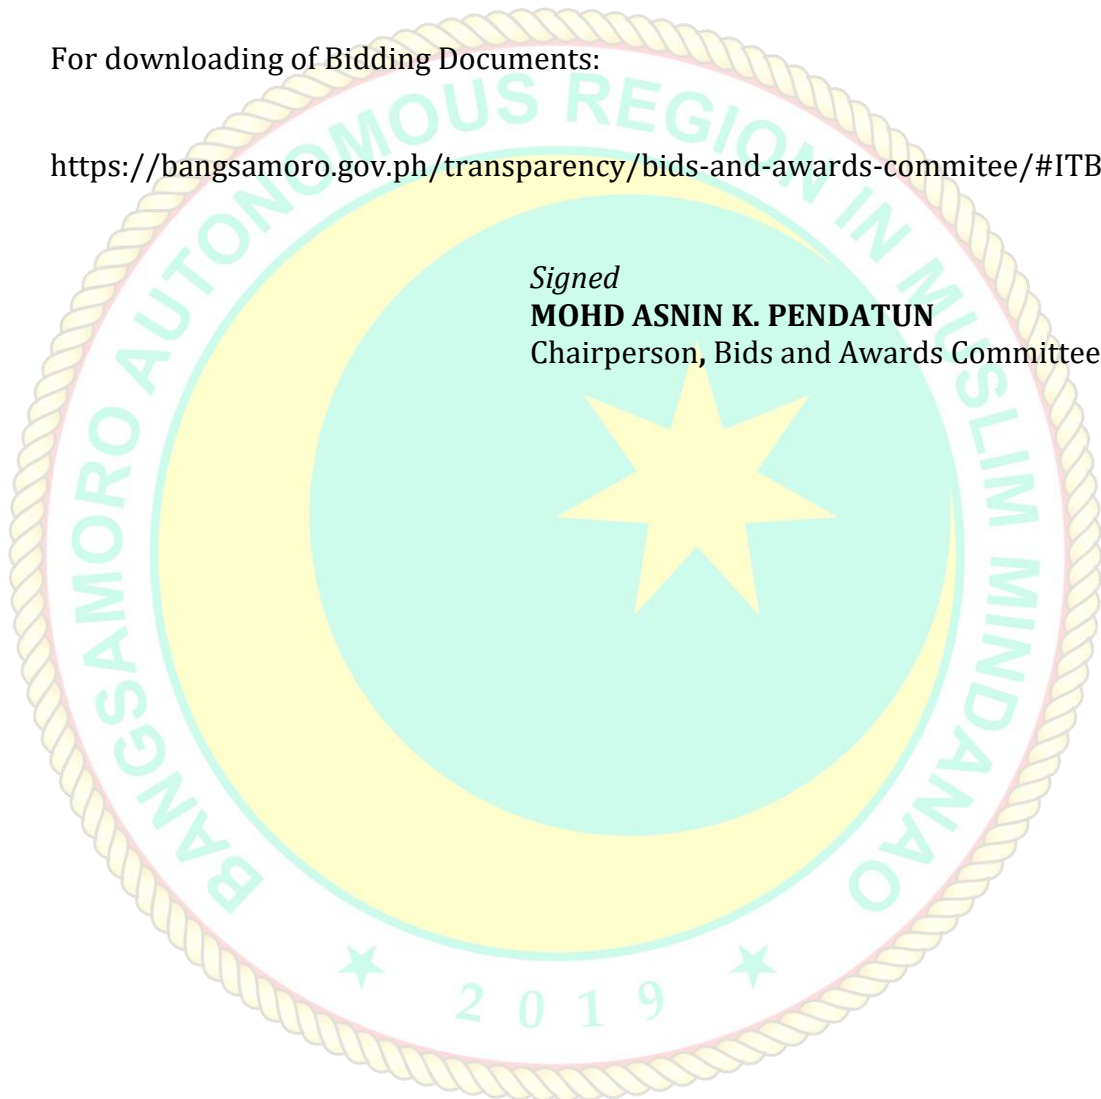 For downloading of Bidding Documents:
https://bangsamoro.gov.ph/transparency/bids-and-awards-commitee/#ITB
Signed
MOHD ASNIN K. PENDATUN
Chairperson, Bids and Awards Committee
BANGSAMORO AUTONOMOUS REGION IN MUSLIM MINDANAO
2019